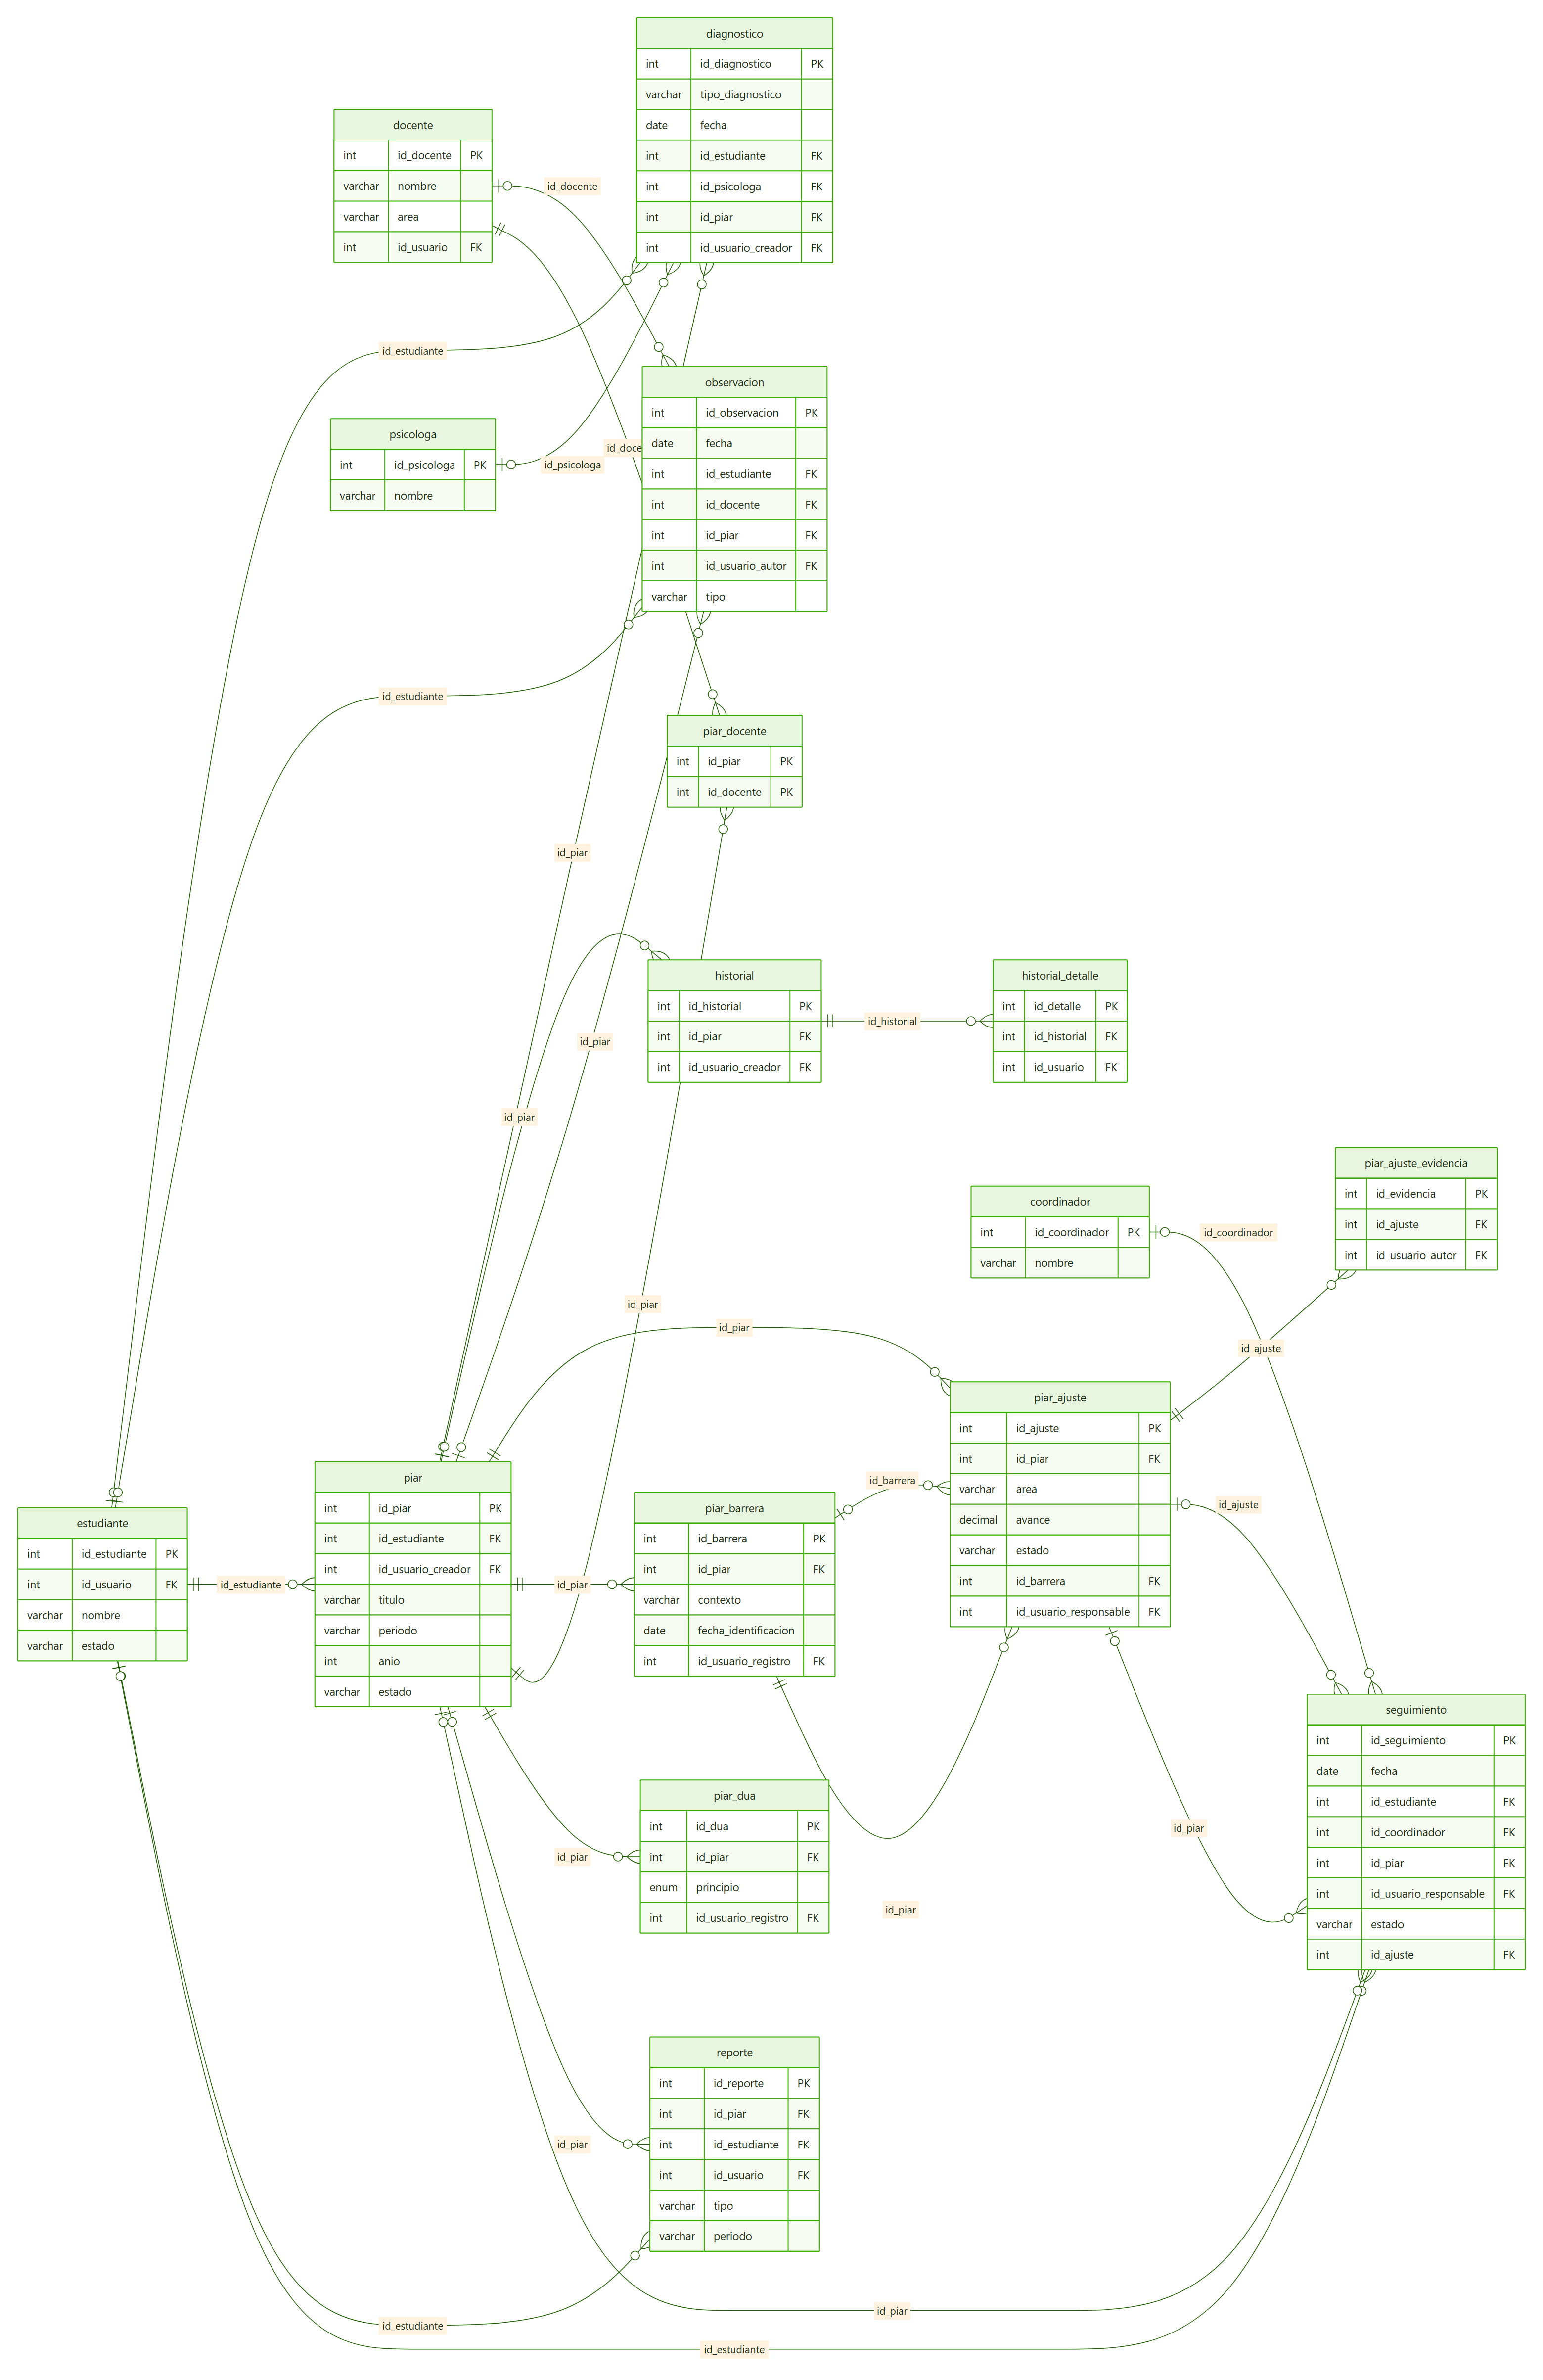 diagnostico
int id_diagnostico PK
varchar tipo_diagnostico
date fecha
int id_estudiante FK
int id_psicologa FK
int id_piar FK
int id_usuario_creador FK
docente
int id_docente PK
varchar nombre
varchar area
int id_usuario FK
id_docente
id_estudiante
observacion
int id_observacion PK
date fecha
int id_estudiante FK
int id_docente FK
int id_piar FK
int id_usuario_autor FK
varchar tipo
psicologa
int id_psicologa PK
varchar nombre
id_doce
id_psicologa
id_estudiante
piar_docente
int id_piar PK
int id_docente PK
id_piar
historial
int id_historial PK
int id_piar FK
int id_usuario_creador FK
id_historial
historial_detalle
int id_detalle PK
int id_historial FK
int id_usuario FK
id_piar
id_piar
piar_ajuste_evidencia
int id_evidencia PK
int id_ajuste FK
int id_usuario_autor FK
coordinador
int id_coordinador PK
varchar nombre
id_coordinador
id_piar
id_piar
id_ajuste
piar_ajuste
int id_ajuste PK
int id_piar FK
varchar area
decimal avance
varchar estado
int id_barrera FK
int id_usuario_responsable FK
id_barrera
id_ajuste
piar
int id_piar PK
int id_estudiante FK
int id_usuario_creador FK
varchar titulo
varchar periodo
int anio
varchar estado
piar_barrera
int id_barrera PK
int id_piar FK
varchar contexto
date fecha_identificacion
int id_usuario_registro FK
estudiante
int id_estudiante PK
int id_usuario FK
varchar nombre
varchar estado
id_estudiante
id_piar
seguimiento
int id_seguimiento PK
date fecha
int id_estudiante FK
int id_coordinador FK
int id_piar FK
int id_usuario_responsable FK
varchar estado
int id_ajuste FK
piar_dua
int id_dua PK
int id_piar FK
enum principio
int id_usuario_registro FK
id_piar
id_piar
id_piar
reporte
int id_reporte PK
int id_piar FK
int id_estudiante FK
int id_usuario FK
varchar tipo
varchar periodo
id_piar
id_piar
id_estudiante
id_estudiante